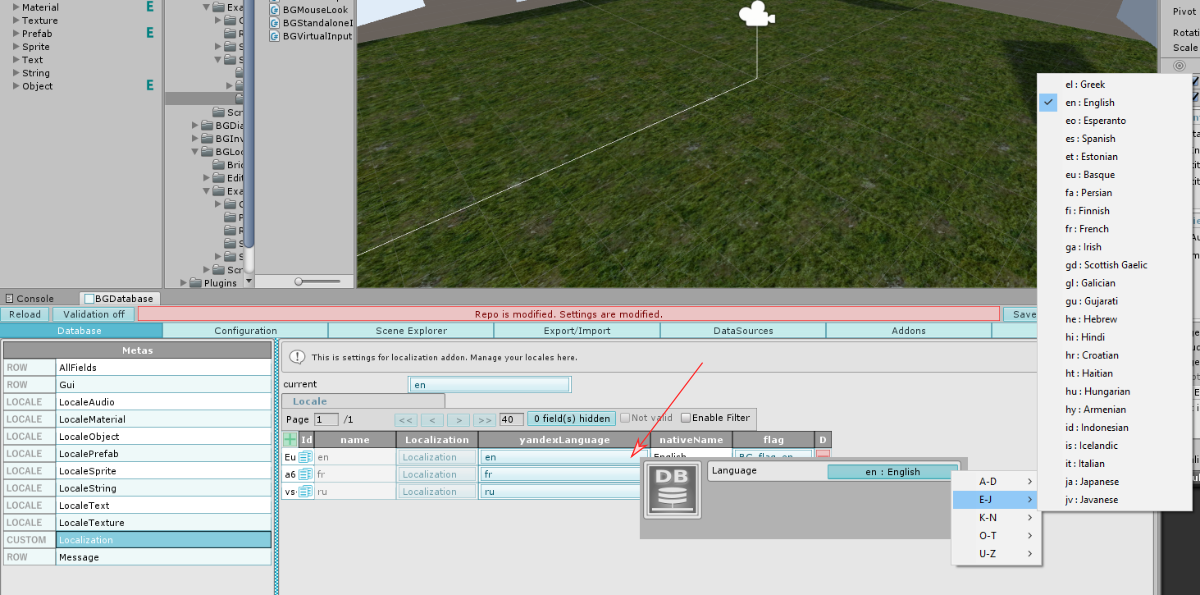 Material E
Texture
Prefab E
Sprite
Text
String
Object E
Exa
BGDia
BGInv
BGLo
Bric
Edit
Exa
Scr
Plugins
BGMouseLook
BGStandaloneI
BGVirtualInput
Pivot
Rotati
Scale
el : Greek
en : English
eo : Esperanto
es : Spanish
et : Estonian
eu : Basque
fa : Persian
fi : Finnish
fr : French
ga : Irish
gd : Scottish Gaelic
gl : Galician
gu : Gujarati
he : Hebrew
hi : Hindi
hr : Croatian
ht : Haitian
hu : Hungarian
hy : Armenian
id : Indonesian
is : Icelandic
it : Italian
ja : Japanese
jv : Javanese
Console BGDatabase
Reload Validation off Repo is modified. Settings are modified. Save
Database Configuration Scene Explorer Export/Import DataSources Addons
Metas
ROW AllFields
ROW Gui
LOCALE LocaleAudio
LOCALE LocaleMaterial
LOCALE LocaleObject
LOCALE LocalePrefab
LOCALE LocaleSprite
LOCALE LocaleString
LOCALE LocaleText
LOCALE LocaleTexture
CUSTOM Localization
ROW Message
This is settings for localization addon. Manage your locales here.
current en
Locale
Page 1 /1 << < > >> 40 0 field(s) hidden Not valid Enable Filter
+ Id name Localization yandexLanguage nativeName flag D
Eu en Localization en English BG_flag_en
a6 fr Localization fr
vs ru Localization ru
DB Language en : English
A-D
E-J
K-N
O-T
U-Z